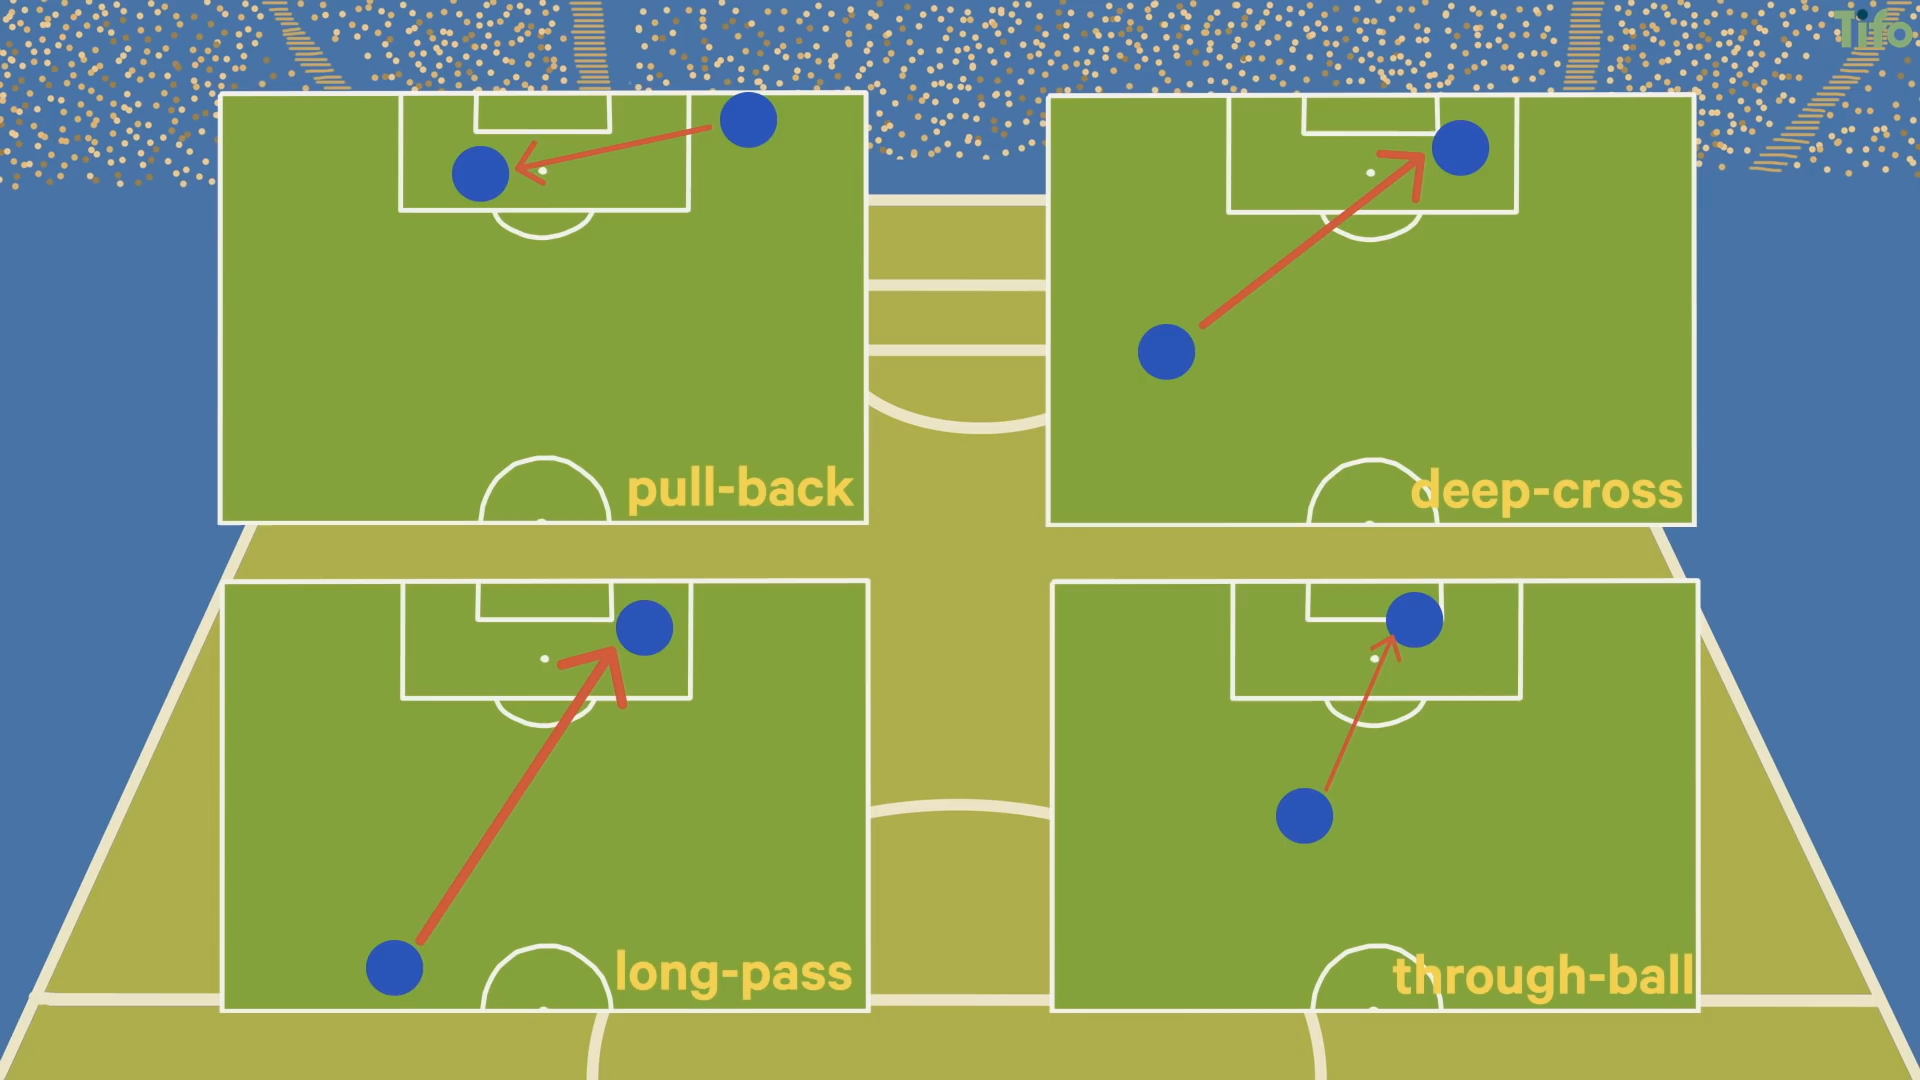 Tifo
pull-back
deep-cross
long-pass
through-ball